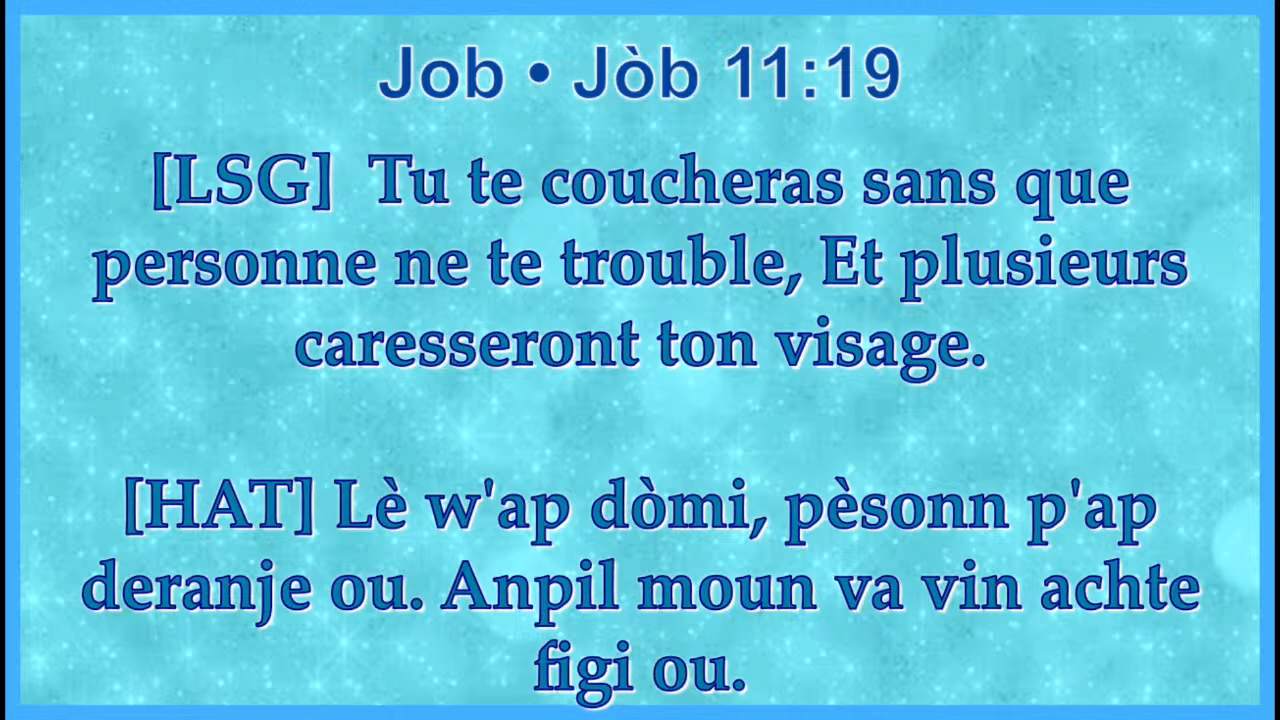 Job • Jòb 11:19
[LSG] Tu te coucheras sans que
personne ne te trouble, Et plusieurs
caresseront ton visage.
[HAT] Lè w'ap dòmi, pèsonn p'ap
deranje ou. Anpil moun va vin achte
figi ou.